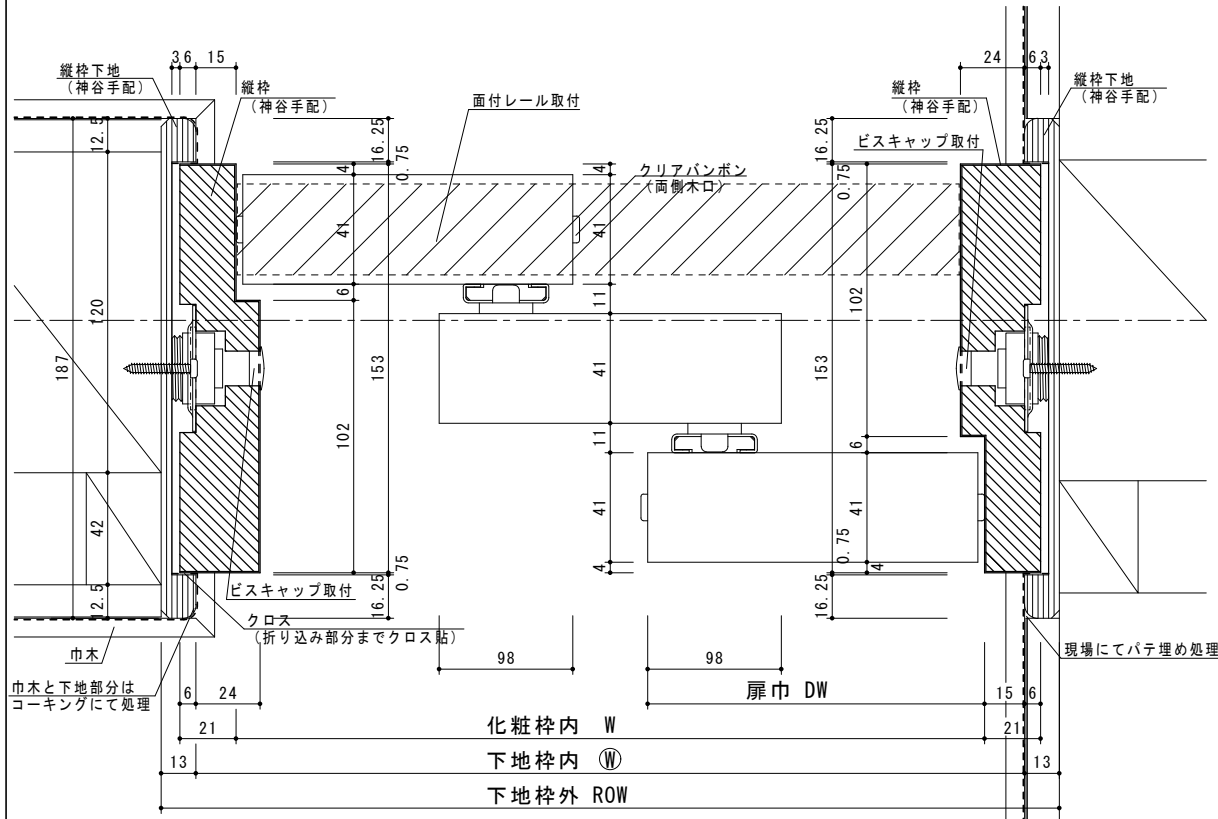 3 6 15
24 6 3
縦枠下地
(神谷手配)
縦枠
(神谷手配)
面付レール取付
縦枠
(神谷手配)
縦枠下地
(神谷手配)
ビスキャップ取付
クリアバンボン
(両側木口)
12.5
16.25
0.75
4
4
16.25
0.75
41
41
6
11
102
120
187
153
41
153
102
11
6
42
41
41
0.75
4
4
12.5
16.25
0.75
16.25
ビスキャップ取付
クロス
(折り込み部分までクロス貼)
巾木
98
98
現場にてパテ埋め処理
巾木と下地部分は
コーキングにて処理
6 24
扉巾 DW
15 6
21
化粧枠内 W
21
13
下地枠内 Ⓦ
13
下地枠外 ROW